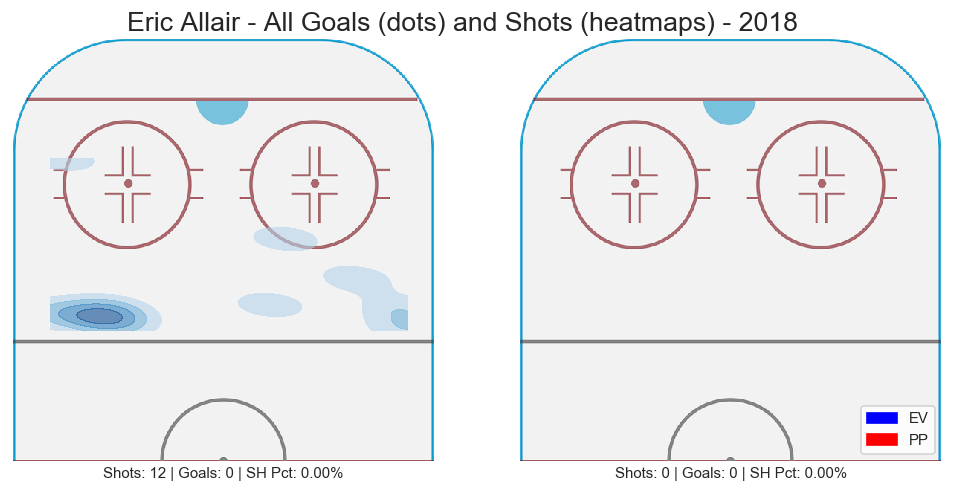 Eric Allair - All Goals (dots) and Shots (heatmaps) - 2018
EV
PP
Shots: 12 | Goals: 0 | SH Pct: 0.00%
Shots: 0 | Goals: 0 | SH Pct: 0.00%